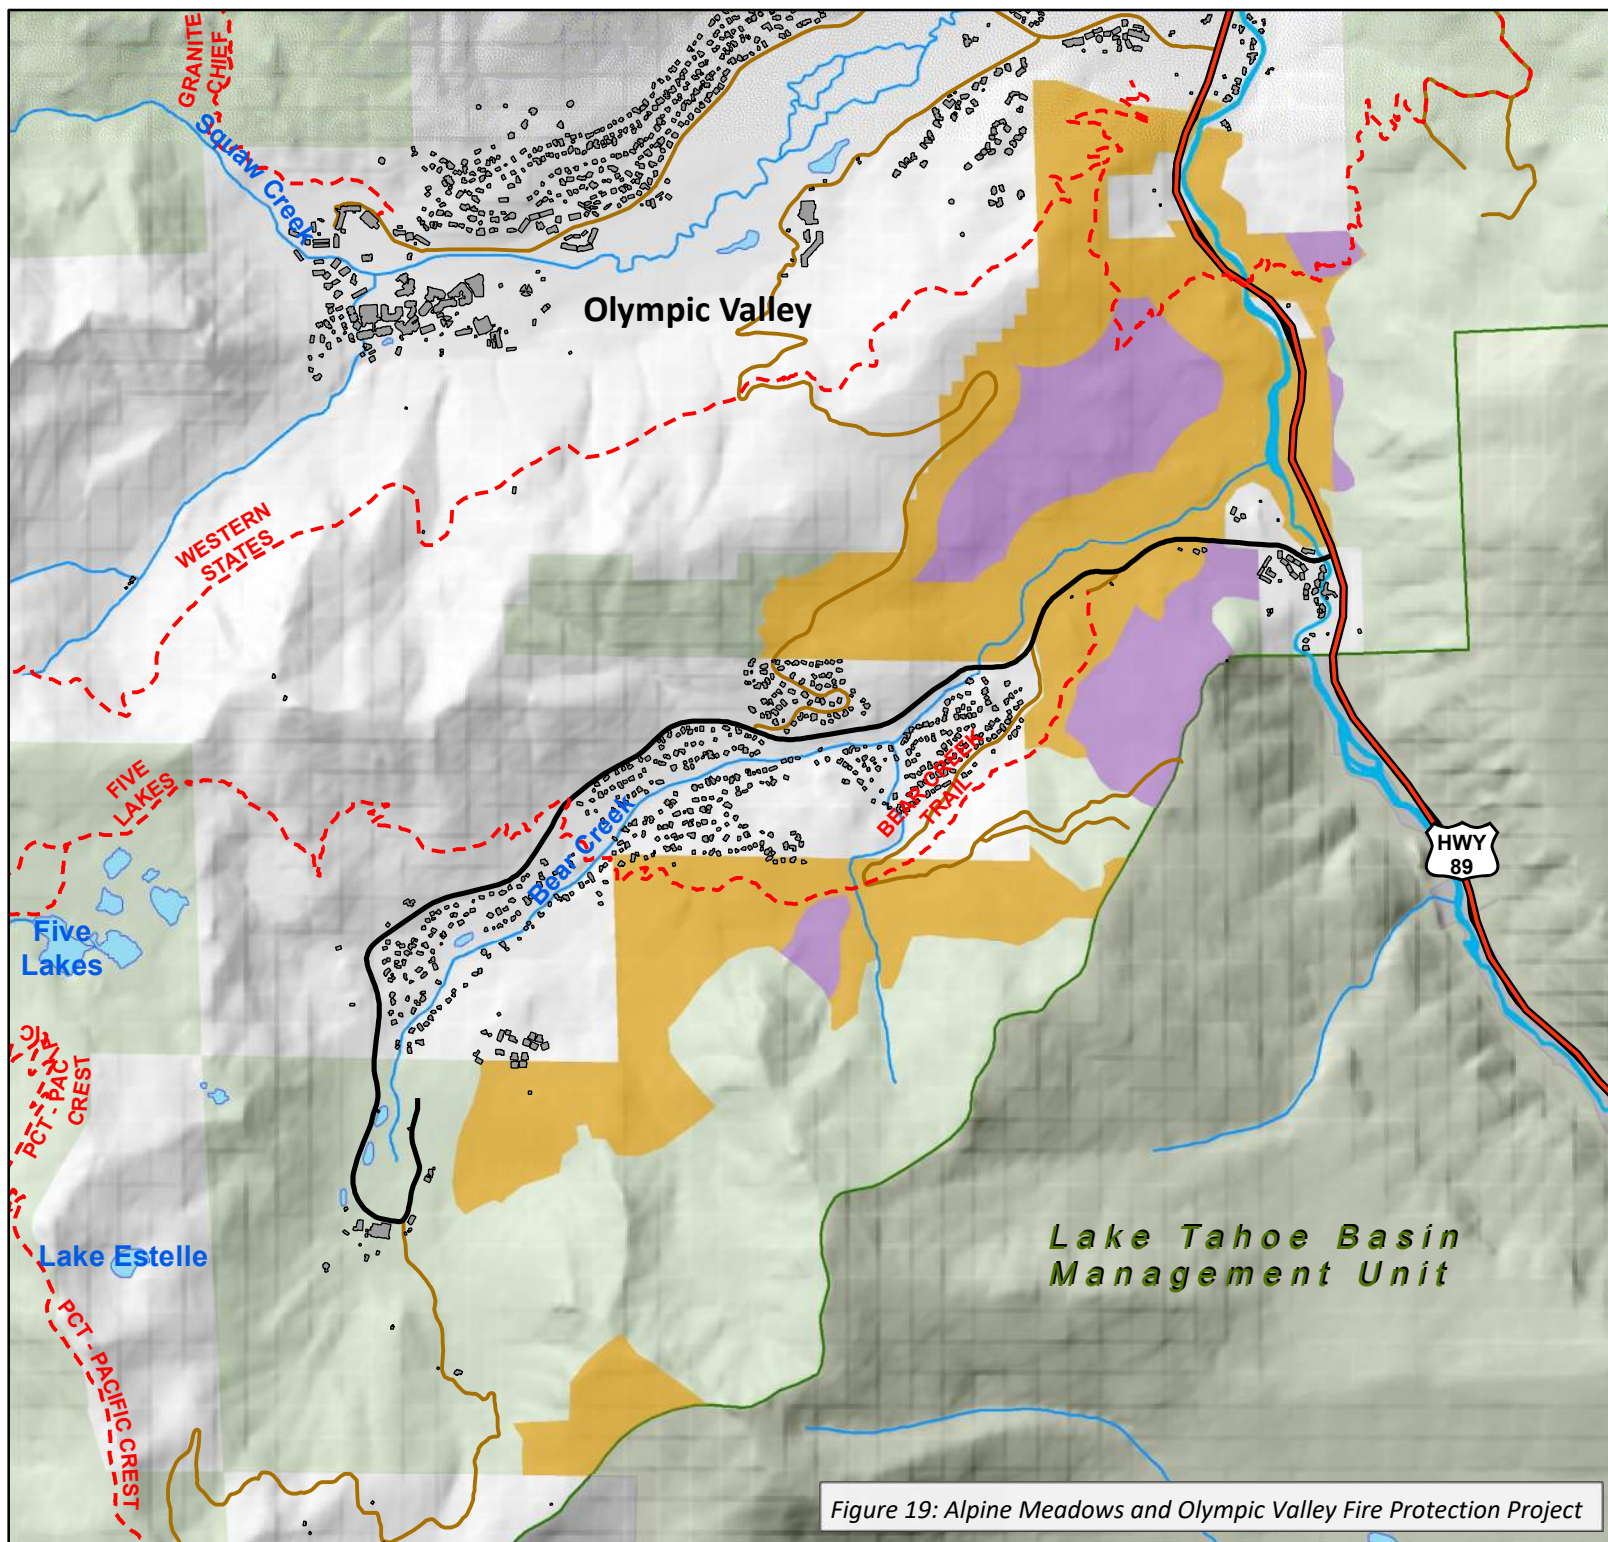 GRANITE
CHIEF
Squaw Creek
Olympic Valley
WESTERN
STATES
FIVE
LAKES
BEAR CREEK
TRAIL
Bear Creek
HWY
89
Five
Lakes
PCT - PAC
CREST
Lake Estelle
Lake Tahoe Basin
Management Unit
PCT - PACIFIC CREST
Figure 19: Alpine Meadows and Olympic Valley Fire Protection Project